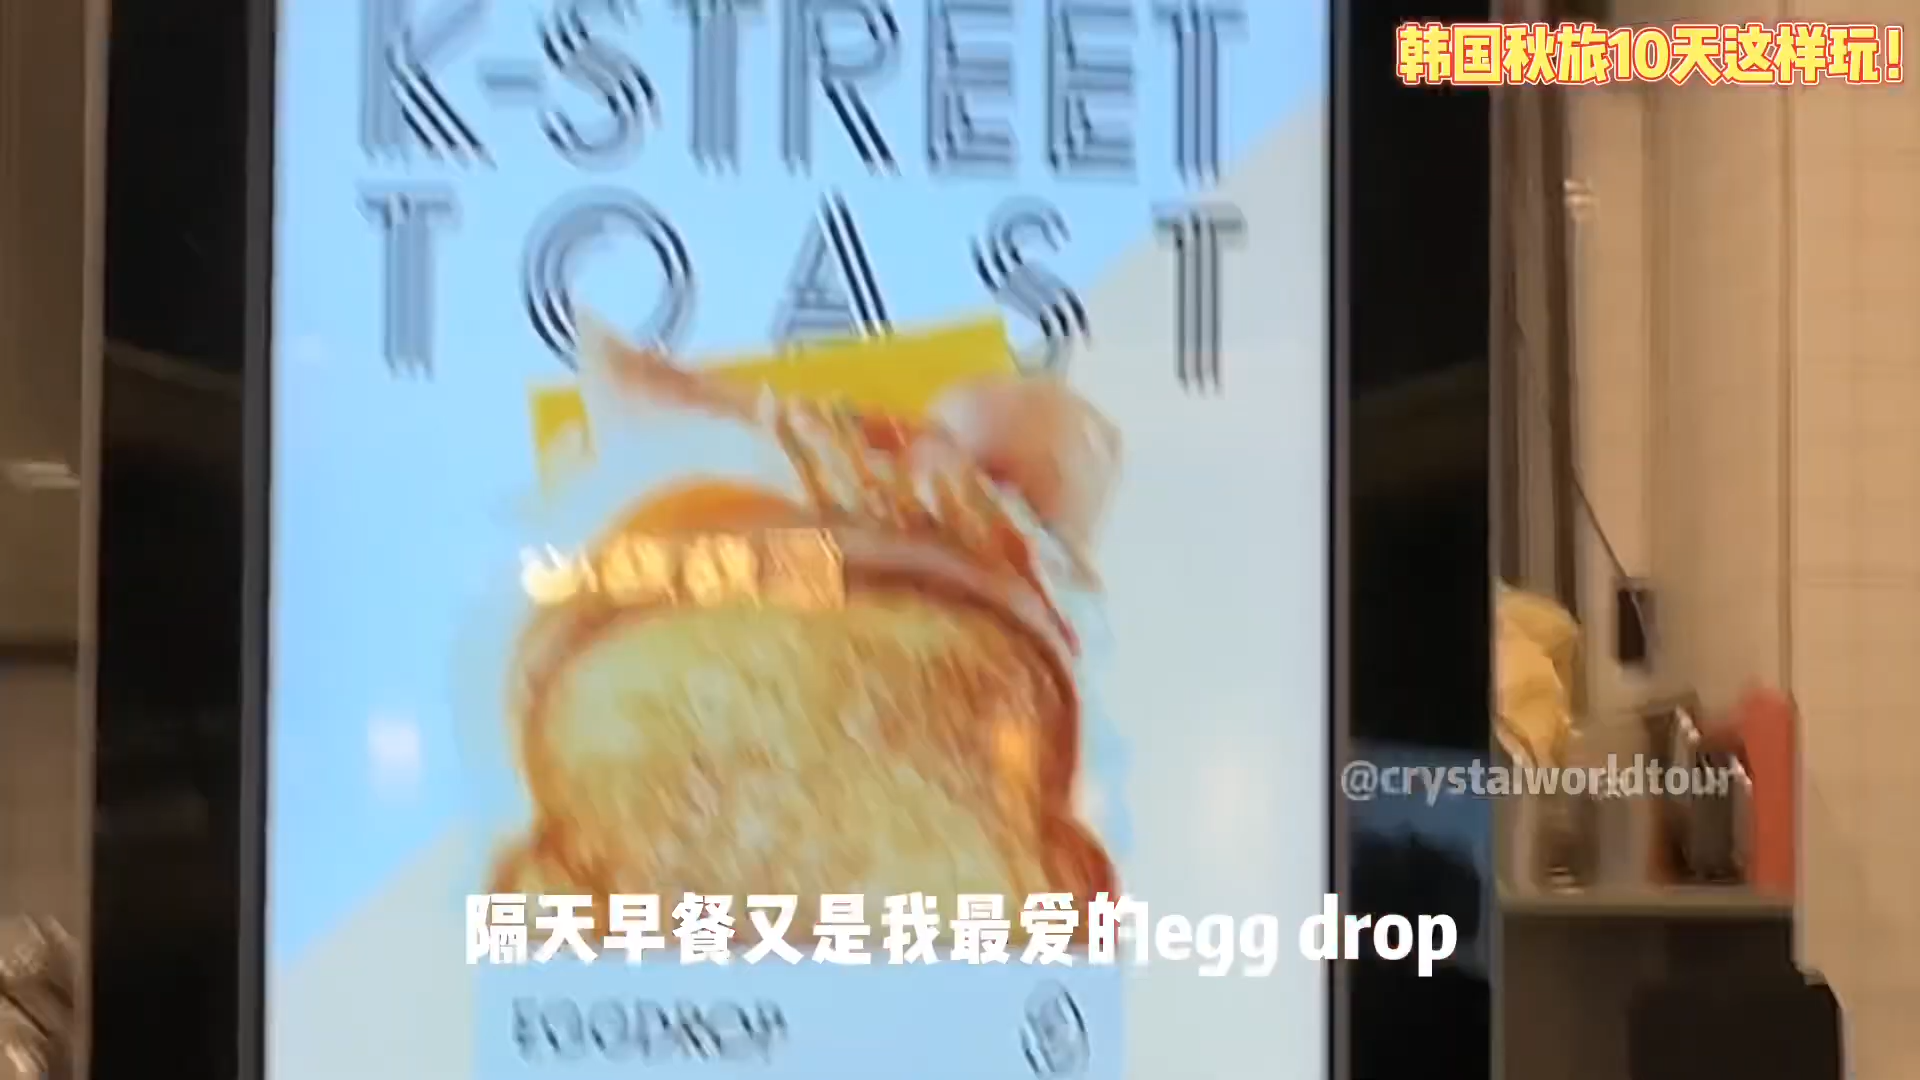 韩国秋旅10天这样玩!
K-STREET
TOAST
@crystalworldtour
隔天早餐又是我最爱的egg drop